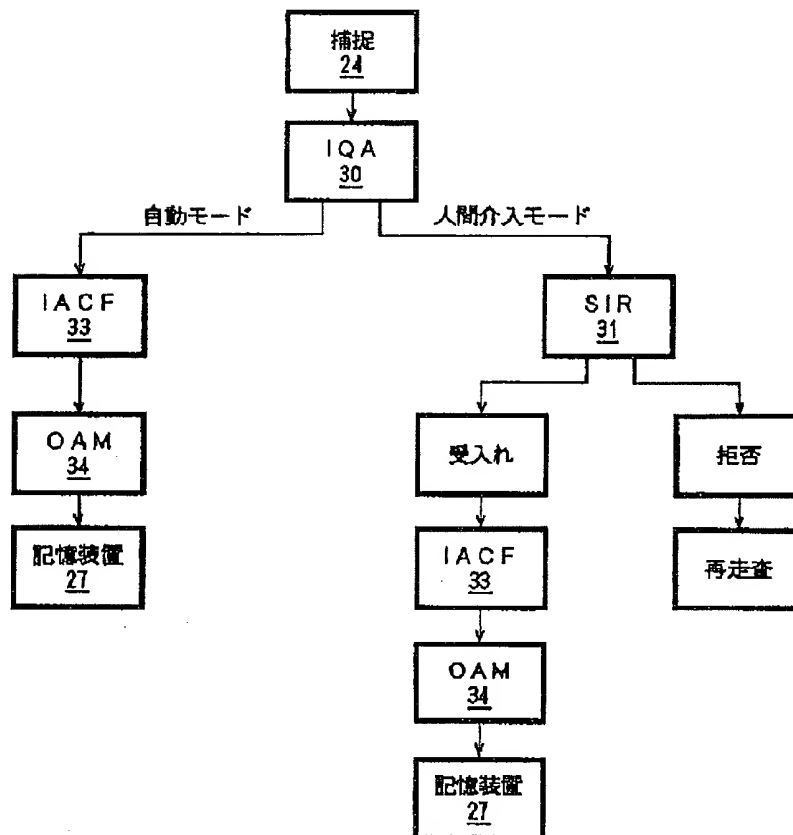 捕捉
24
IQA
30
自動モード
人間介入モード
IACF
33
SIR
31
OAM
34
受入れ
拒否
記憶装置
27
IACF
33
再走査
OAM
34
記憶装置
27